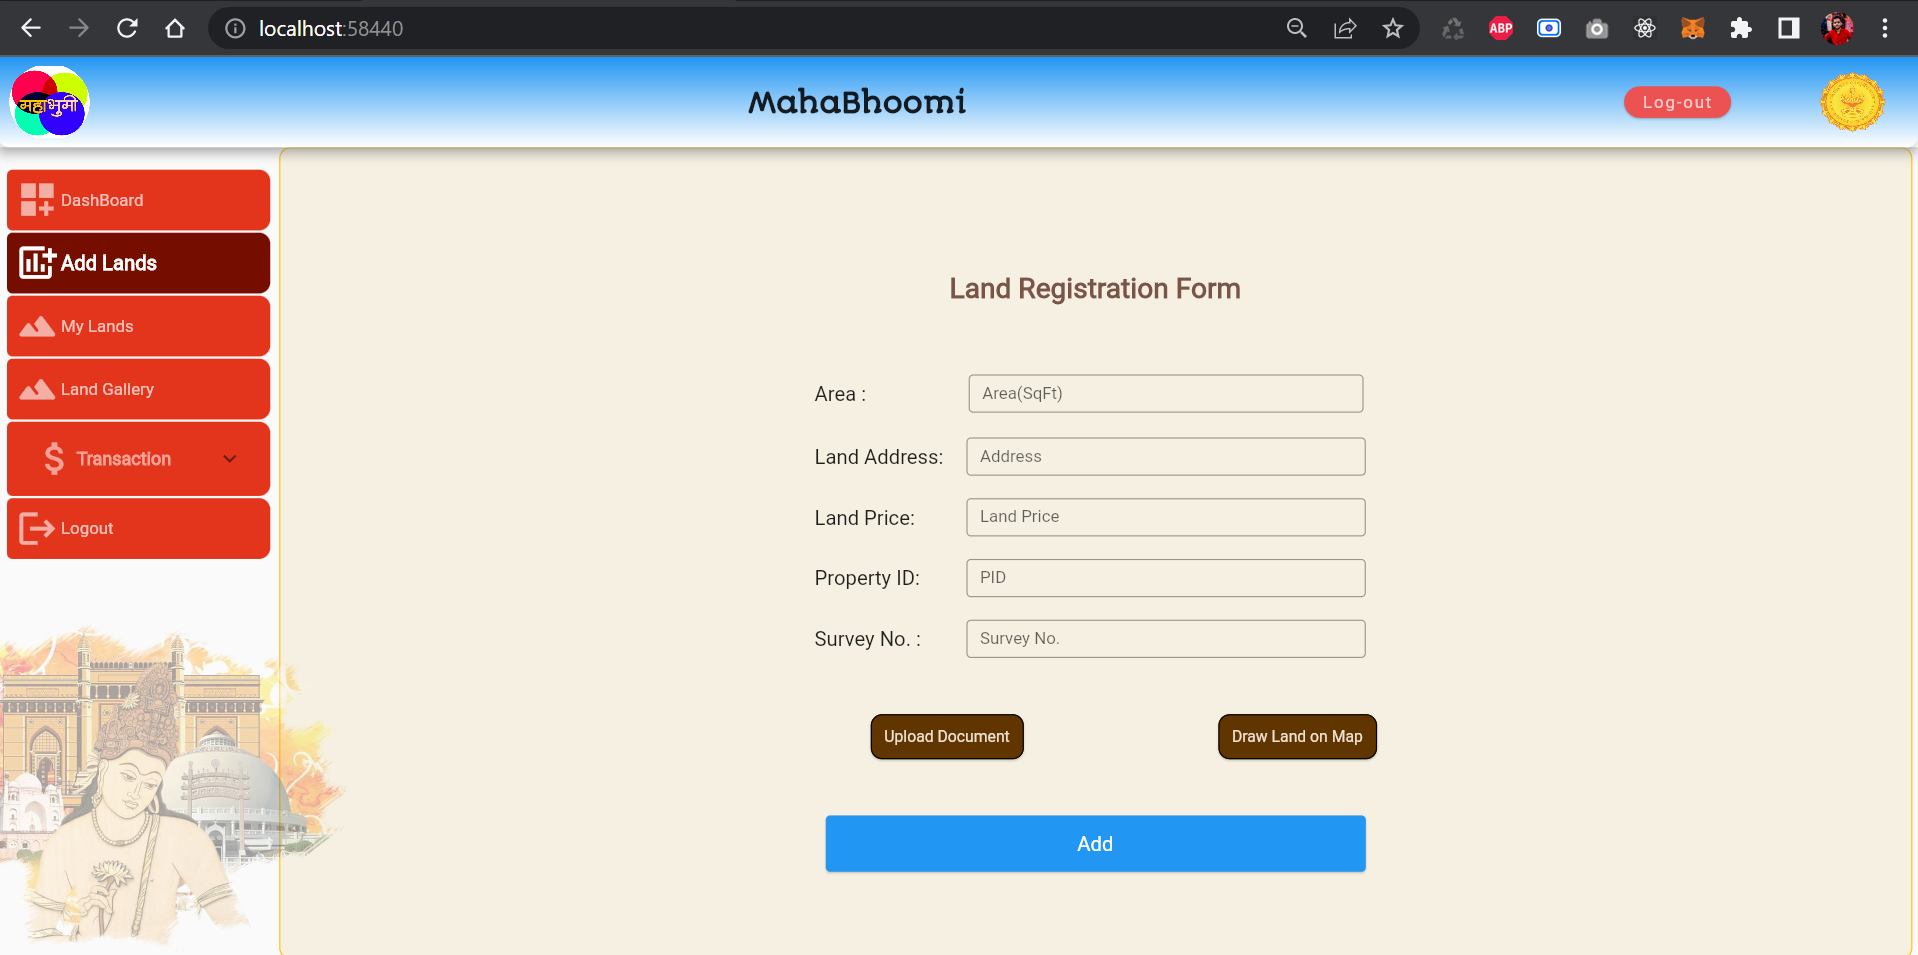 localhost:58440
ABP
महाभुमी
MahaBhoomi
Log-out
DashBoard
Add Lands
My Lands
Land Gallery
Transaction
Logout
Land Registration Form
Area :
Area(SqFt)
Land Address:
Address
Land Price:
Land Price
Property ID:
PID
Survey No. :
Survey No.
Upload Document
Draw Land on Map
Add